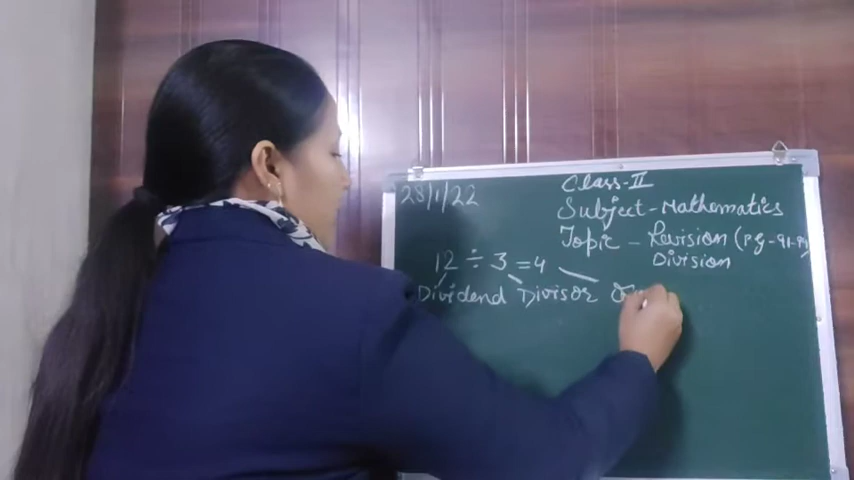 28/1/22
Class-II
Subject-Mathematics
Topic - Revision (Pg-91-
Division
12 ÷ 3 = 4
Dividend Divisor